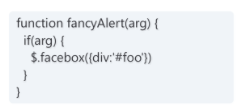 function fancyAlert(arg) {
if(arg) {
$.facebox({div:'#foo'})
}
}